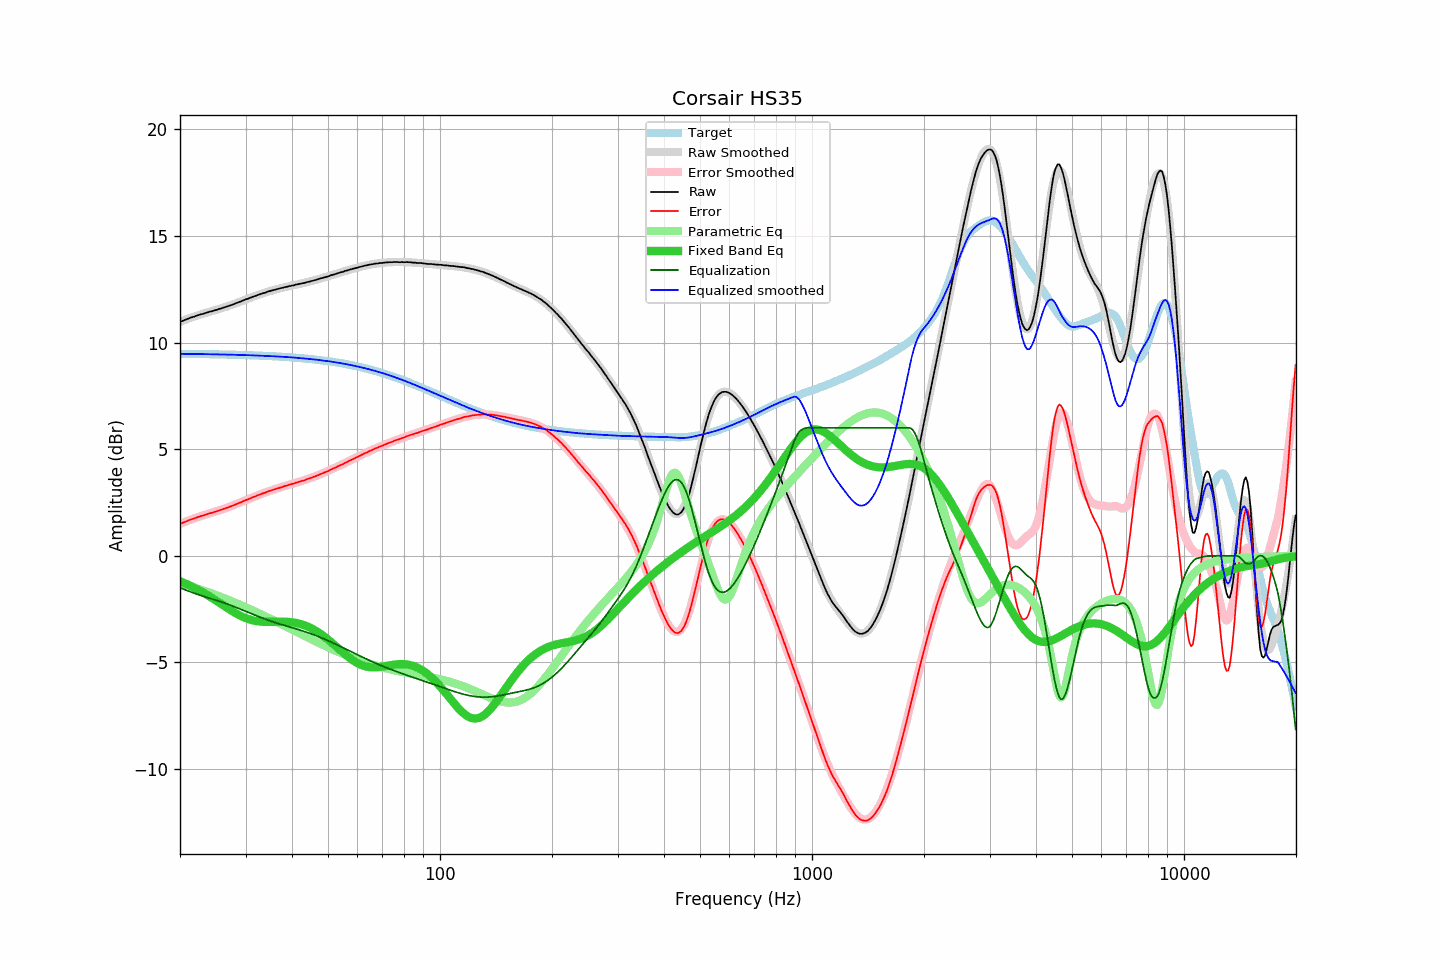 Corsair HS35
Target
Raw Smoothed
Error Smoothed
Raw
Error
Parametric Eq
Fixed Band Eq
Equalization
Equalized smoothed
20
15
10
5
0
−5
−10
Amplitude (dBr)
100
1000
10000
Frequency (Hz)